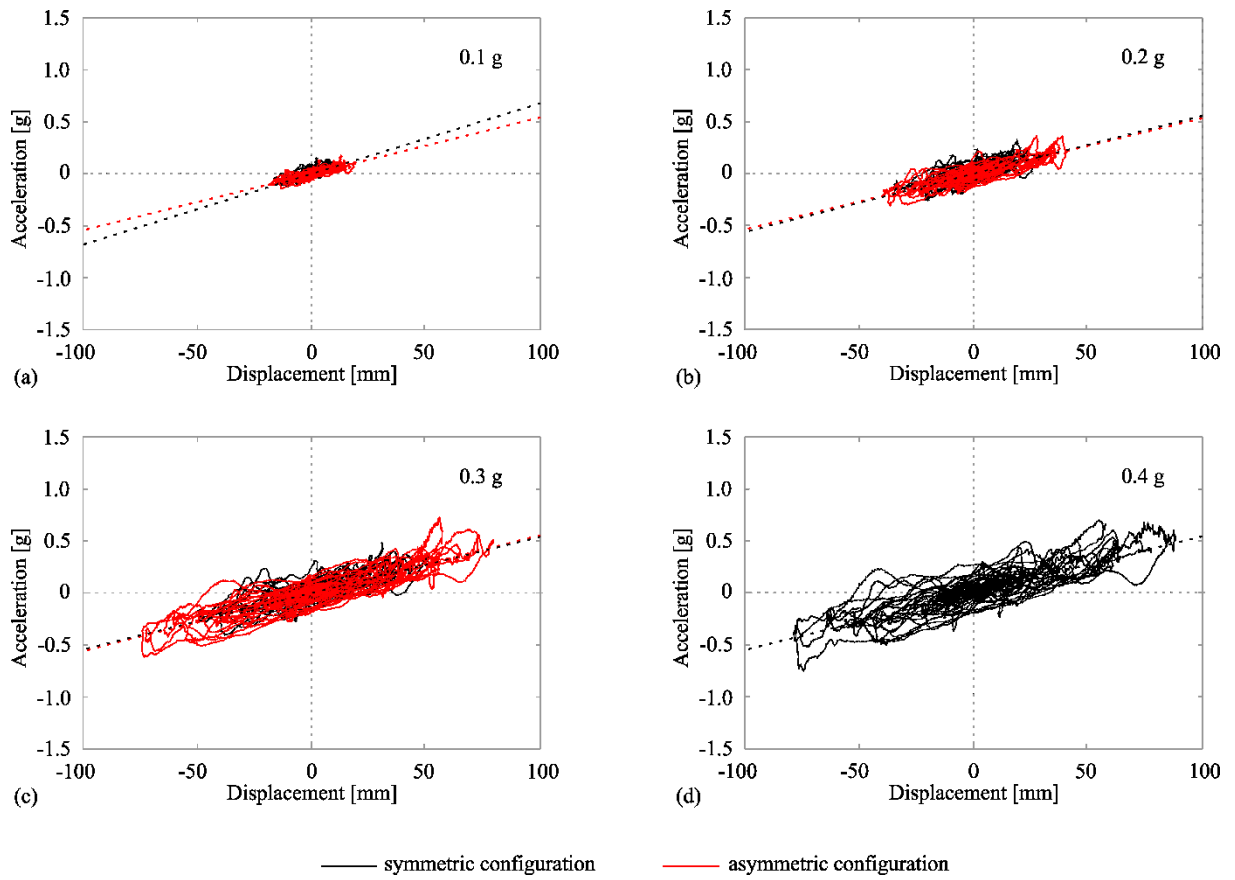 1.5
1.0
0.5
0
-0.5
-1.0
-1.5
Acceleration [g]
0.1 g
-100 -50 0 50 100
(a) Displacement [mm]
1.5
1.0
0.5
0
-0.5
-1.0
-1.5
Acceleration [g]
0.2 g
-100 -50 0 50 100
(b) Displacement [mm]
1.5
1.0
0.5
0
-0.5
-1.0
-1.5
Acceleration [g]
0.3 g
-100 -50 0 50 100
(c) Displacement [mm]
1.5
1.0
0.5
0
-0.5
-1.0
-1.5
Acceleration [g]
0.4 g
-100 -50 0 50 100
(d) Displacement [mm]
symmetric configuration asymmetric configuration